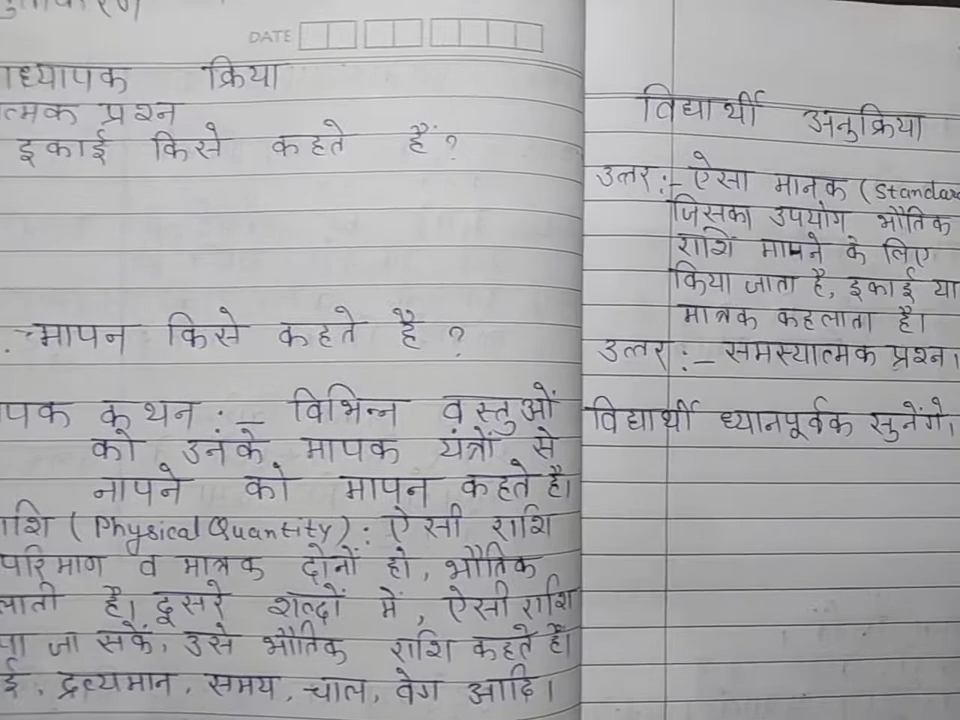 DATE
ाध्यापक क्रिया
त्मक प्रश्न
इकाई किसे कहते हैं?
मापन किसे कहते है?
पक कथन :- विभिन्न वस्तुओं
को उनके मापक यंत्रों से
नापने को मापन कहते है।
ाशि (Physical Quantity): ऐसी राशि
परिमाण व मात्रक दोनों हो, भौतिक
लाती है। दूसरे शब्दों में, ऐसी राशि
पा जा सकें, उसे भौतिक राशि कहते है।
ई, द्रव्यमान, समय, चाल, वेग आदि।
विद्यार्थी अनुक्रिया
उत्तर:- ऐसा मानक (Standard
जिसका उपयोग भौतिक
राशि मापने के लिए
किया जाता है, इकाई या
मात्रक कहलाता है।
उत्तर:- समस्यात्मक प्रश्न।
विद्यार्थी ध्यानपूर्वक सुनेंगे।